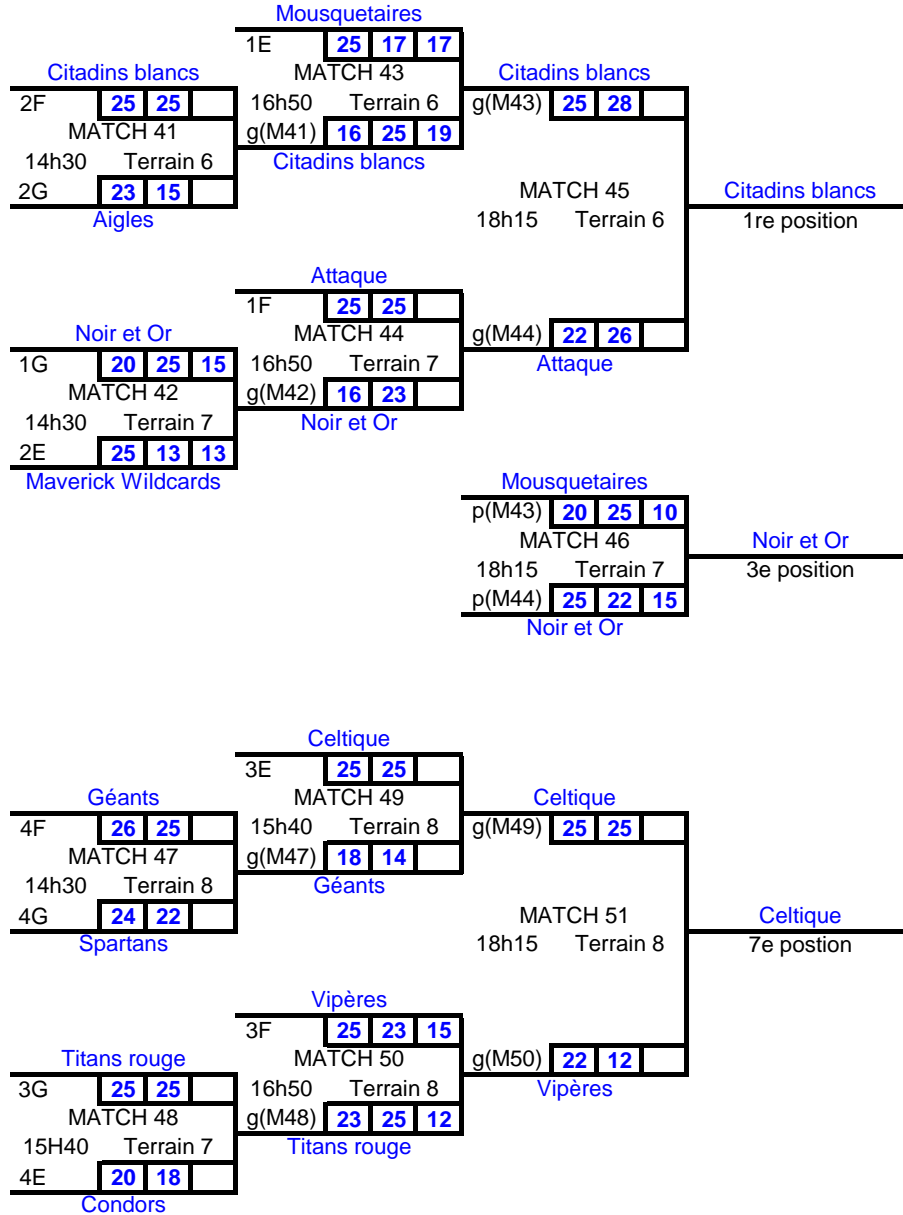 Mousquetaires
1E 25 17 17
MATCH 43
Citadins blancs
Citadins blancs
2F 25 25
16h50 Terrain 6
g(M43) 25 28
MATCH 41
g(M41) 16 25 19
14h30 Terrain 6
Citadins blancs
2G 23 15
MATCH 45
Citadins blancs
Aigles
18h15 Terrain 6
1re position
Attaque
1F 25 25
Noir et Or
MATCH 44
g(M44) 22 26
1G 20 25 15
16h50 Terrain 7
Attaque
MATCH 42
g(M42) 16 23
14h30 Terrain 7
Noir et Or
2E 25 13 13
Maverick Wildcards
Mousquetaires
p(M43) 20 25 10
MATCH 46
Noir et Or
18h15 Terrain 7
3e position
p(M44) 25 22 15
Noir et Or
Celtique
3E 25 25
Géants
MATCH 49
Celtique
4F 26 25
15h40 Terrain 8
g(M49) 25 25
MATCH 47
g(M47) 18 14
14h30 Terrain 8
Géants
4G 24 22
MATCH 51
Celtique
Spartans
18h15 Terrain 8
7e postion
Vipères
3F 25 23 15
Titans rouge
MATCH 50
g(M50) 22 12
3G 25 25
16h50 Terrain 8
Vipères
MATCH 48
g(M48) 23 25 12
15H40 Terrain 7
Titans rouge
4E 20 18
Condors